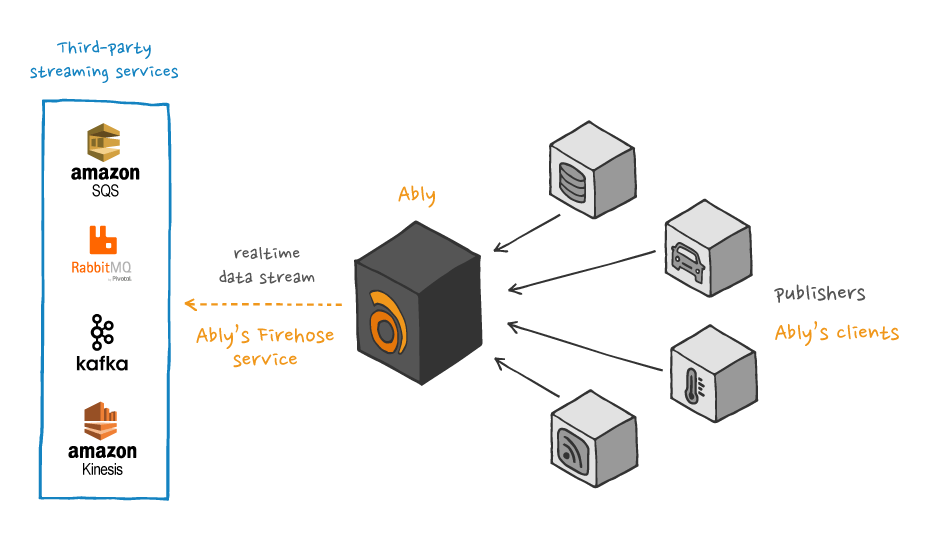 Third-party
streaming services
amazon
SQS
RabbitMQ
by Pivotal
kafka
amazon
Kinesis
realtime
data stream
Ably's Firehose
service
Ably
publishers
Ably's clients